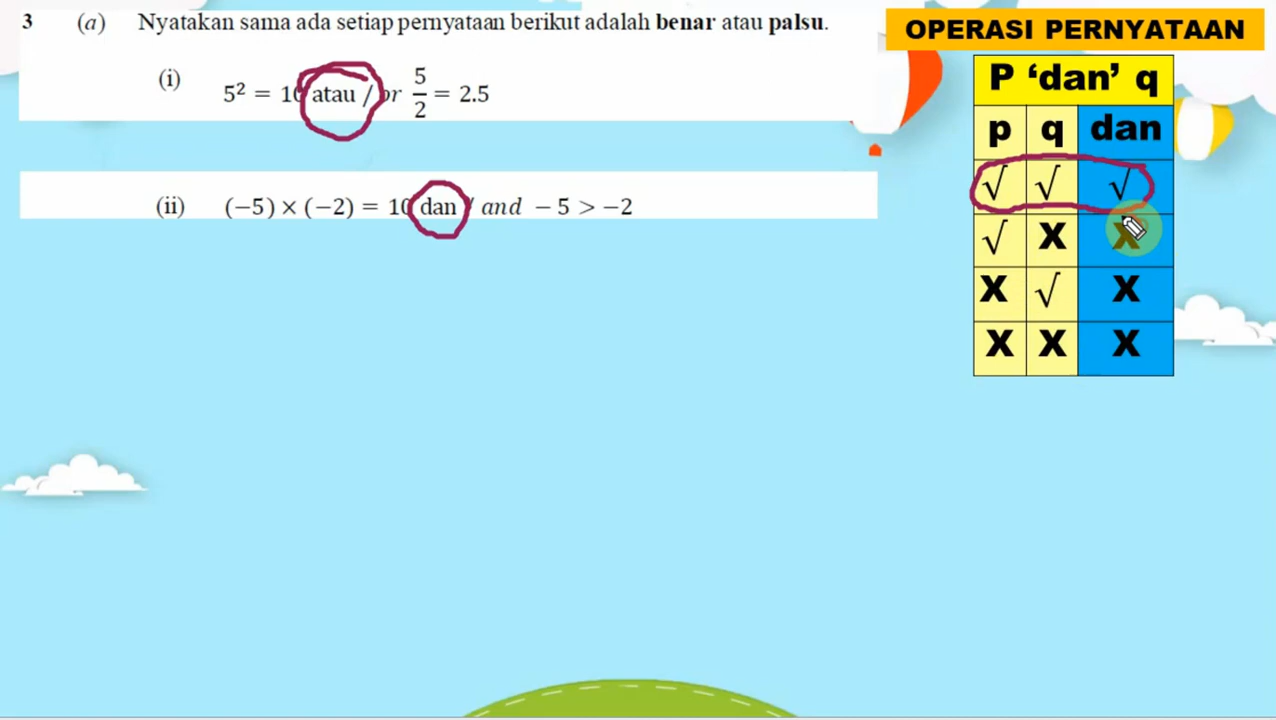 3 (a) Nyatakan sama ada setiap pernyataan berikut adalah benar atau palsu.
(i) 5² = 10 atau / or 5/2 = 2.5
(ii) (−5) × (−2) = 10 dan / and − 5 > −2
OPERASI PERNYATAAN
P ‘dan’ q
p q dan
√ √ √
√ X X
X √ X
X X X